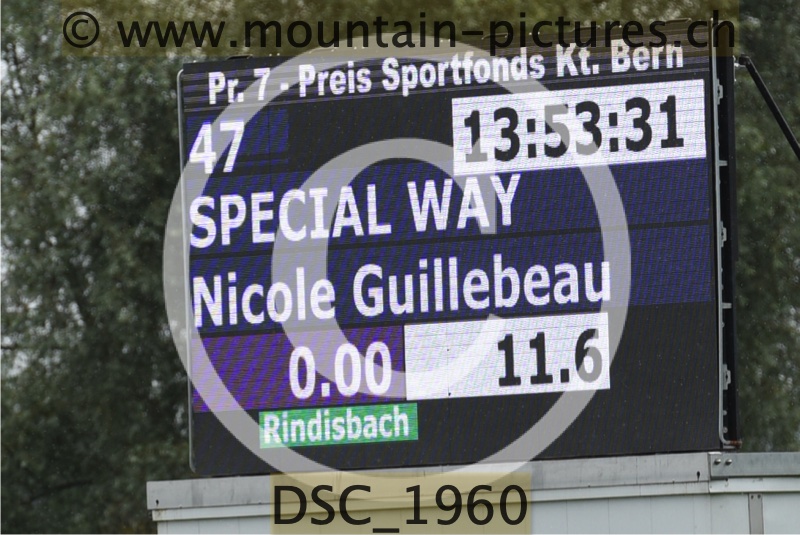 © www.mountain-pictures.ch
Pr. 7 - Preis Sportfonds Kt. Bern
47 13:53:31
SPECIAL WAY
Nicole Guillebeau
0.00 11.6
Rindisbach
©
DSC_1960